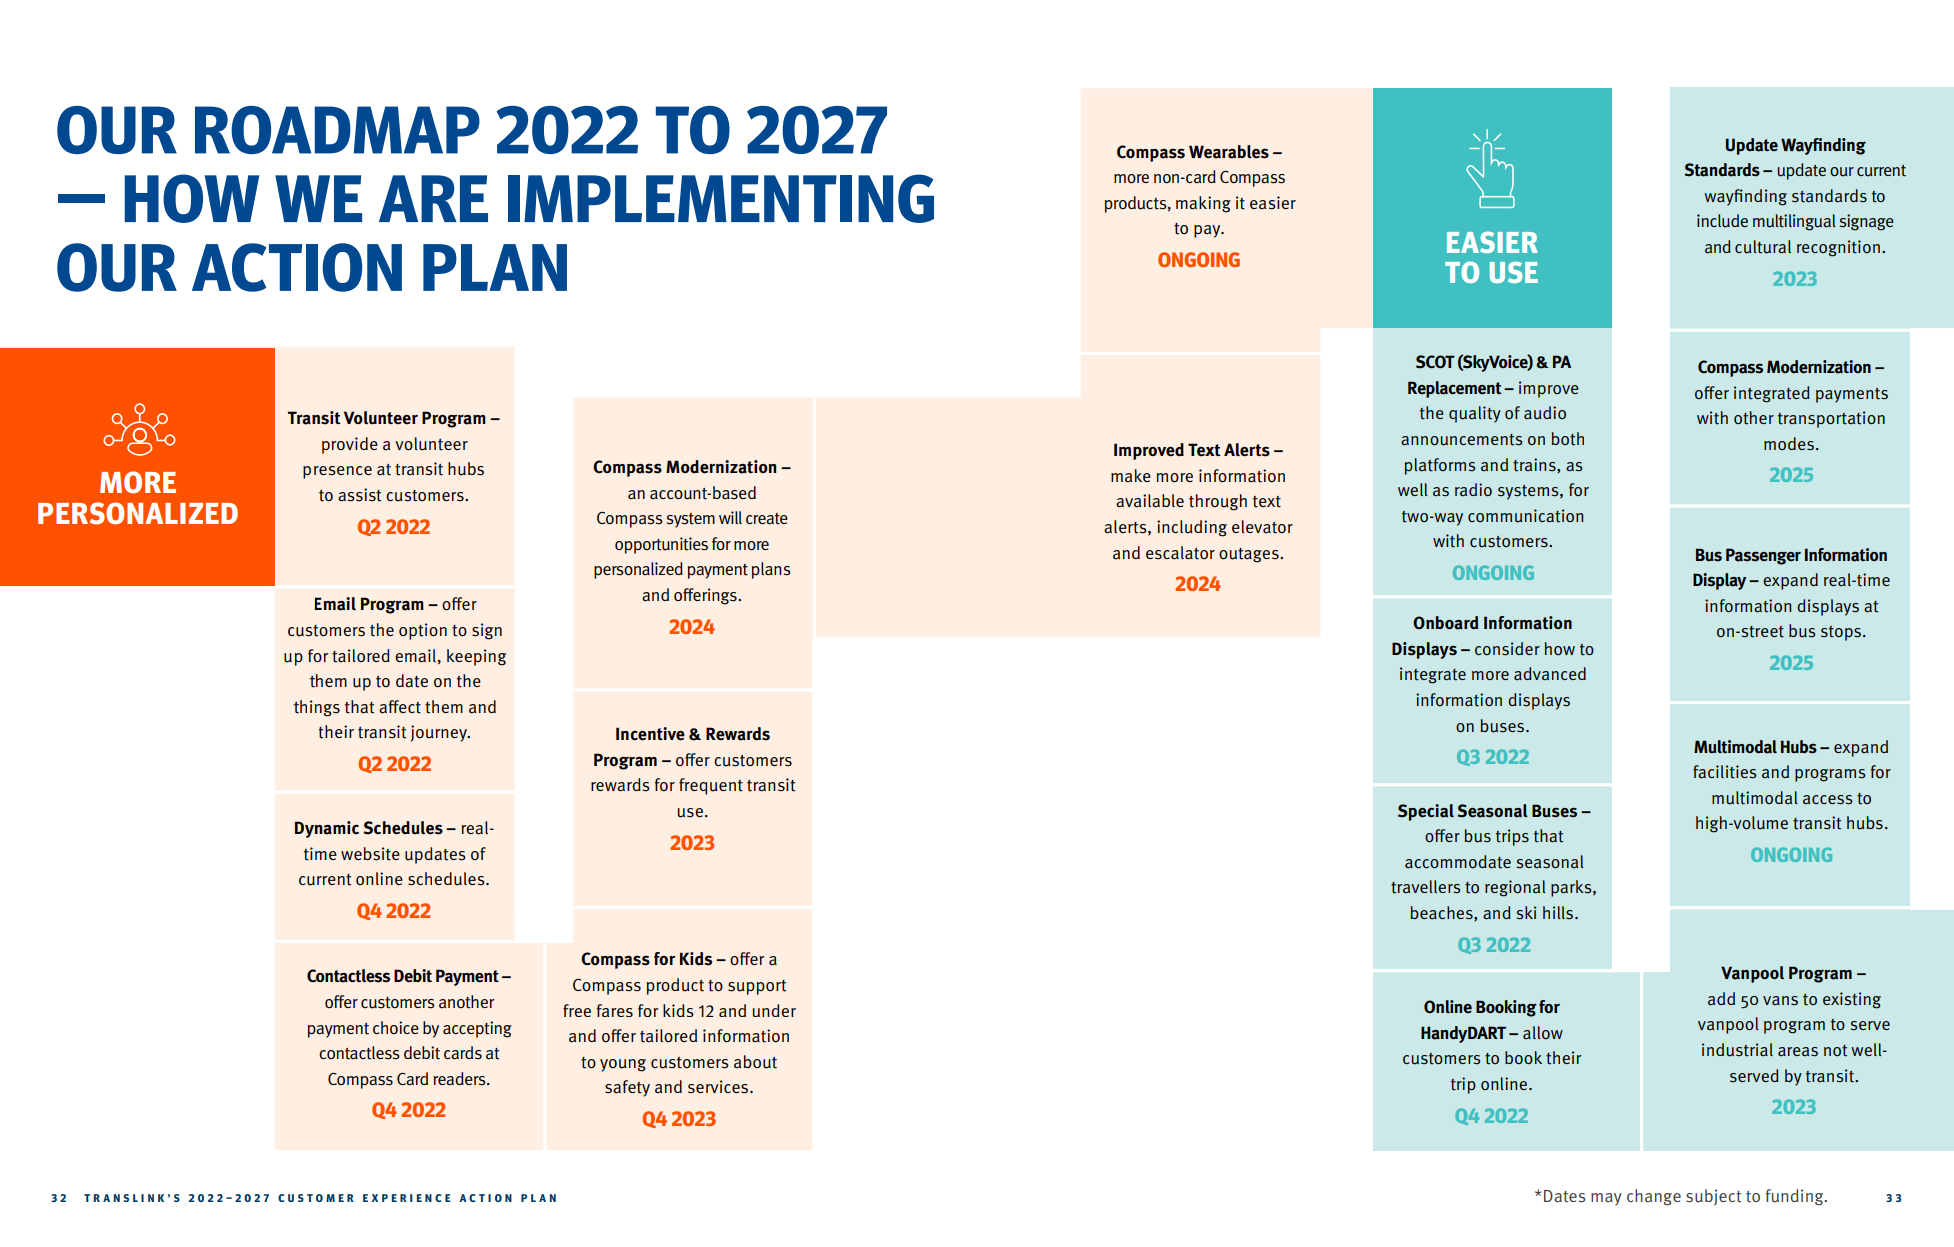 OUR ROADMAP 2022 TO 2027
— HOW WE ARE IMPLEMENTING
OUR ACTION PLAN
MORE
PERSONALIZED
Transit Volunteer Program –
provide a volunteer
presence at transit hubs
to assist customers.
Q2 2022
Email Program – offer
customers the option to sign
up for tailored email, keeping
them up to date on the
things that affect them and
their transit journey.
Q2 2022
Dynamic Schedules – real-
time website updates of
current online schedules.
Q4 2022
Contactless Debit Payment –
offer customers another
payment choice by accepting
contactless debit cards at
Compass Card readers.
Q4 2022
Compass for Kids – offer a
Compass product to support
free fares for kids 12 and under
and offer tailored information
to young customers about
safety and services.
Q4 2023
Incentive & Rewards
Program – offer customers
rewards for frequent transit
use.
2023
Compass Modernization –
an account-based
Compass system will create
opportunities for more
personalized payment plans
and offerings.
2024
Improved Text Alerts –
make more information
available through text
alerts, including elevator
and escalator outages.
2024
Compass Wearables –
more non-card Compass
products, making it easier
to pay.
ONGOING
EASIER
TO USE
SCOT (SkyVoice) & PA
Replacement – improve
the quality of audio
announcements on both
platforms and trains, as
well as radio systems, for
two-way communication
with customers.
ONGOING
Onboard Information
Displays – consider how to
integrate more advanced
information displays
on buses.
Q3 2022
Special Seasonal Buses –
offer bus trips that
accommodate seasonal
travellers to regional parks,
beaches, and ski hills.
Q3 2022
Online Booking for
HandyDART – allow
customers to book their
trip online.
Q4 2022
Vanpool Program –
add 50 vans to existing
vanpool program to serve
industrial areas not well-
served by transit.
2023
Multimodal Hubs – expand
facilities and programs for
multimodal access to
high-volume transit hubs.
ONGOING
Bus Passenger Information
Display – expand real-time
information displays at
on-street bus stops.
2025
Compass Modernization –
offer integrated payments
with other transportation
modes.
2025
Update Wayfinding
Standards – update our current
wayfinding standards to
include multilingual signage
and cultural recognition.
2023
32 TRANSLINK'S 2022–2027 CUSTOMER EXPERIENCE ACTION PLAN
*Dates may change subject to funding.
33